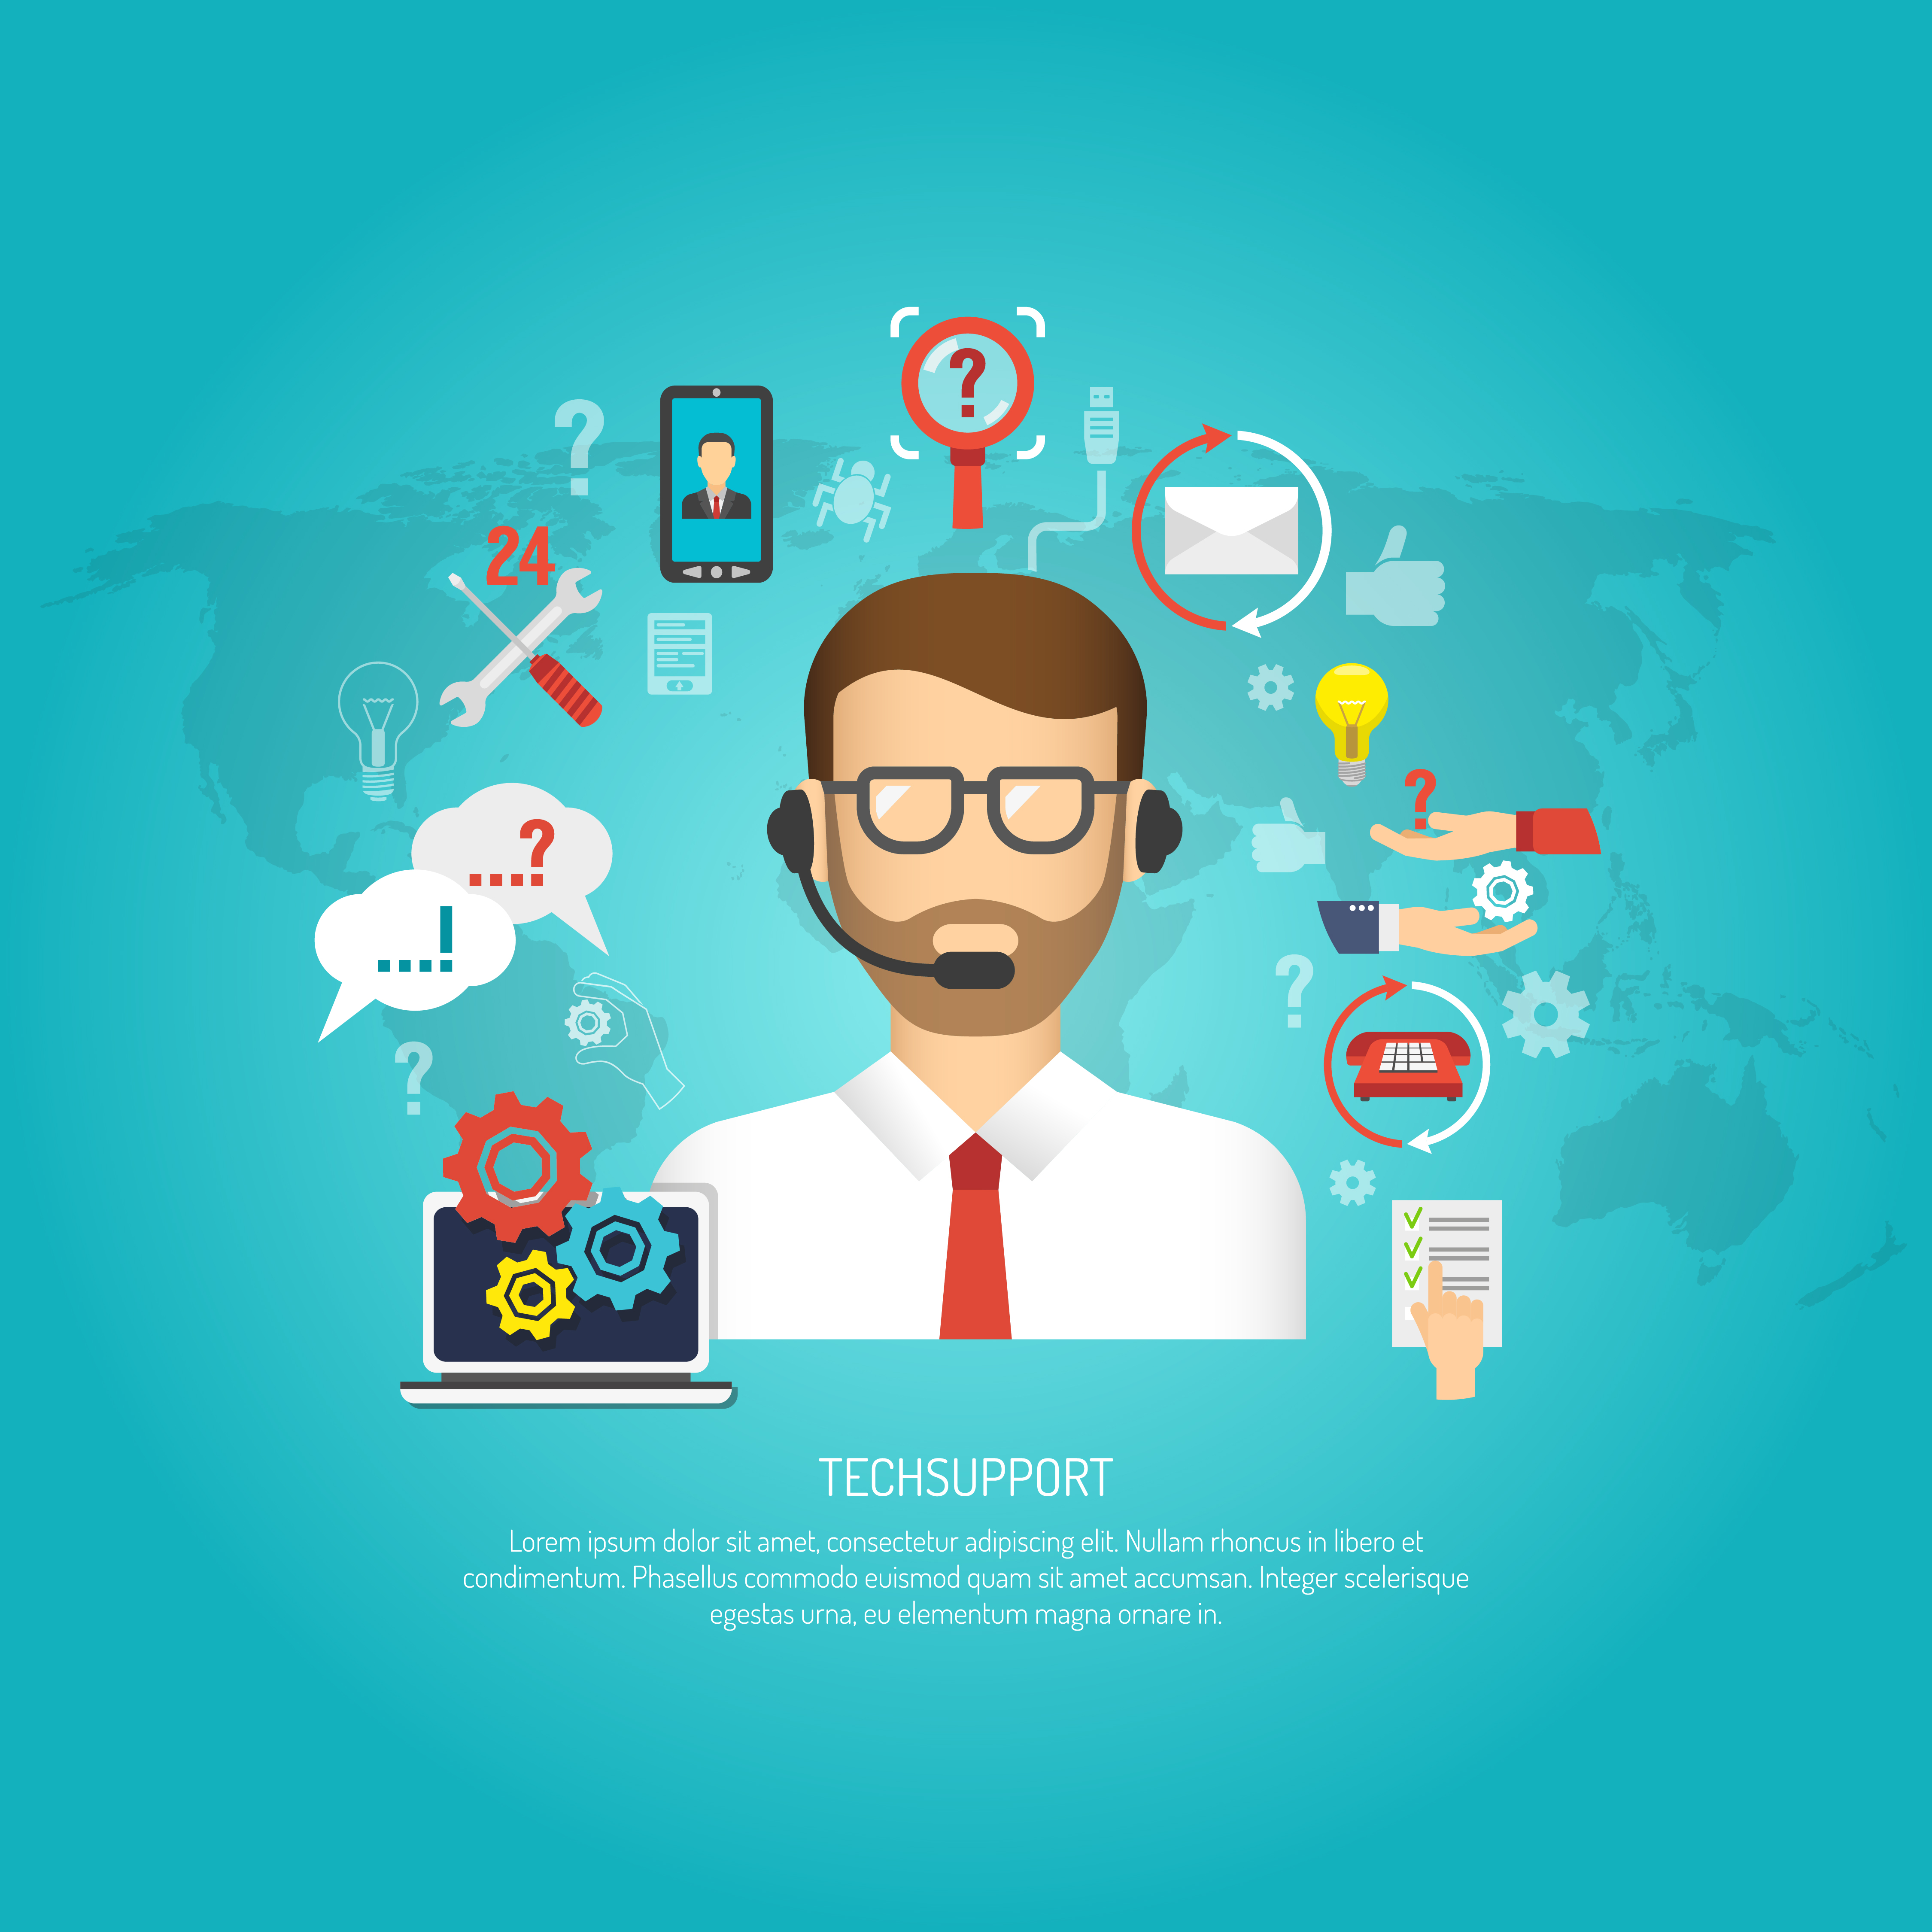 ?
?
24
...?
...!
?
?
?
TECHSUPPORT
Lorem ipsum dolor sit amet, consectetur adipiscing elit. Nullam rhoncus in libero et
condimentum. Phasellus commodo euismod quam sit amet accumsan. Integer scelerisque
egestas urna, eu elementum magna ornare in.